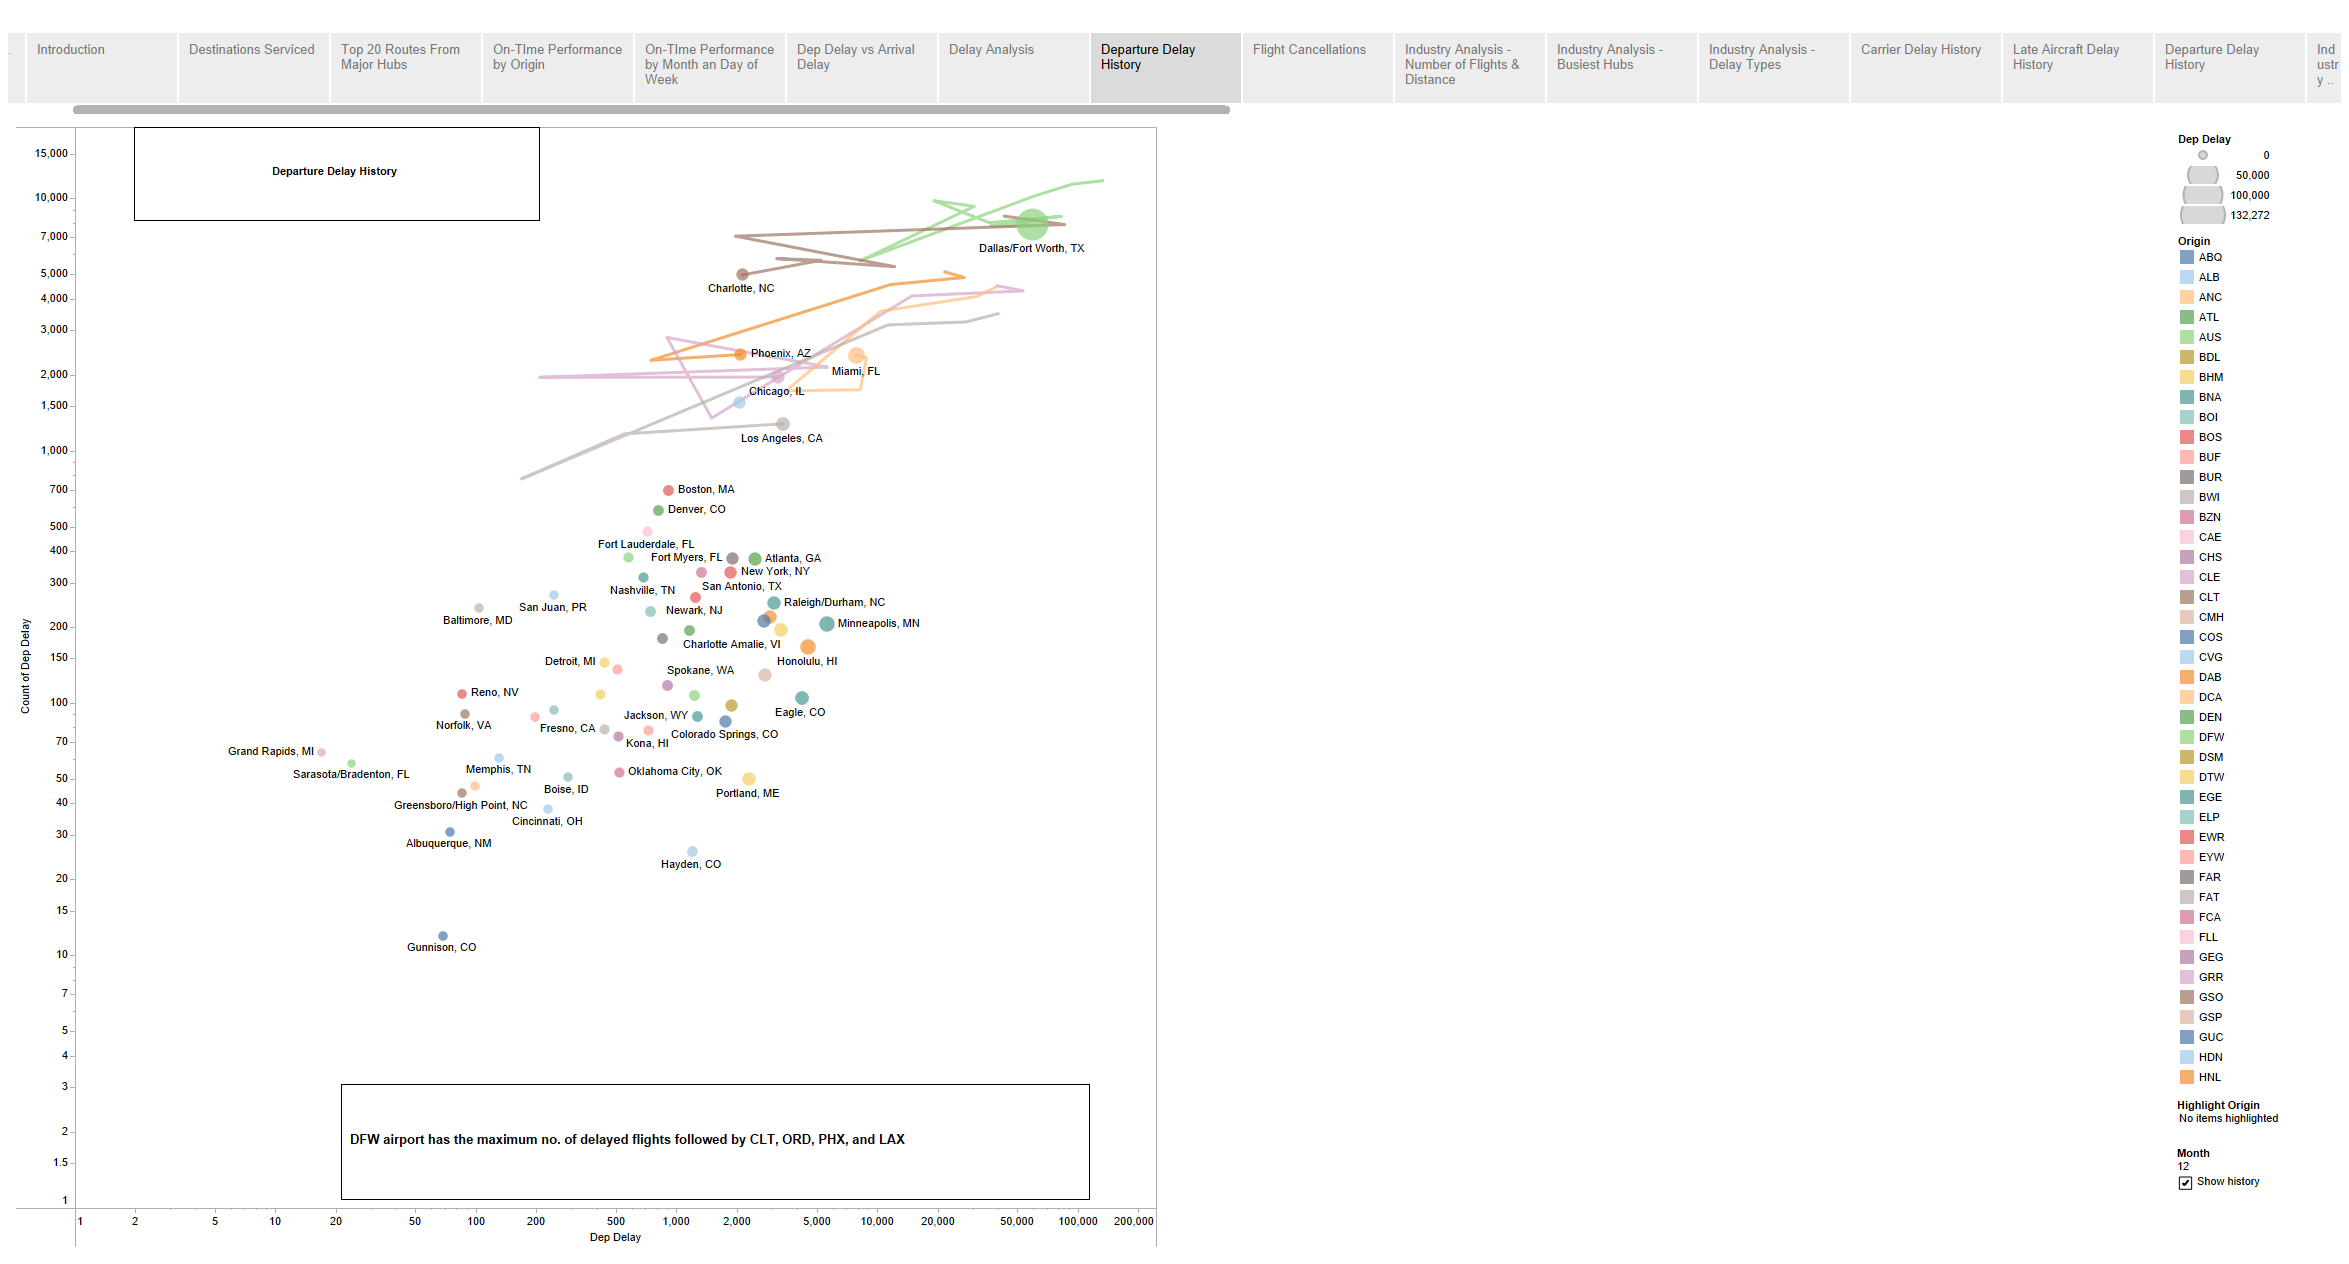 Introduction
Destinations Serviced
Top 20 Routes From
Major Hubs
On-TIme Performance
by Origin
On-TIme Performance
by Month an Day of
Week
Dep Delay vs Arrival
Delay
Delay Analysis
Departure Delay
History
Flight Cancellations
Industry Analysis -
Number of Flights &
Distance
Industry Analysis -
Busiest Hubs
Industry Analysis -
Delay Types
Carrier Delay History
Late Aircraft Delay
History
Departure Delay
History
Ind
ustr
y ..
Departure Delay History
15,000
10,000
7,000
5,000
4,000
3,000
2,000
1,500
1,000
700
500
400
300
200
150
100
70
50
40
30
20
15
10
7
5
4
3
2
1.5
1
Count of Dep Delay
Dallas/Fort Worth, TX
Charlotte, NC
Phoenix, AZ
Miami, FL
Chicago, IL
Los Angeles, CA
Boston, MA
Denver, CO
Fort Lauderdale, FL
Fort Myers, FL
Atlanta, GA
New York, NY
Nashville, TN
San Antonio, TX
San Juan, PR
Newark, NJ
Raleigh/Durham, NC
Baltimore, MD
Minneapolis, MN
Charlotte Amalie, VI
Detroit, MI
Honolulu, HI
Spokane, WA
Reno, NV
Eagle, CO
Jackson, WY
Norfolk, VA
Fresno, CA
Colorado Springs, CO
Kona, HI
Grand Rapids, MI
Sarasota/Bradenton, FL
Memphis, TN
Oklahoma City, OK
Boise, ID
Portland, ME
Greensboro/High Point, NC
Cincinnati, OH
Albuquerque, NM
Hayden, CO
Gunnison, CO
DFW airport has the maximum no. of delayed flights followed by CLT, ORD, PHX, and LAX
1
2
5
10
20
50
100
200
500
1,000
2,000
5,000
10,000
20,000
50,000
100,000
200,000
Dep Delay
Dep Delay
0
50,000
100,000
132,272
Origin
ABQ
ALB
ANC
ATL
AUS
BDL
BHM
BNA
BOI
BOS
BUF
BUR
BWI
BZN
CAE
CHS
CLE
CLT
CMH
COS
CVG
DAB
DCA
DEN
DFW
DSM
DTW
EGE
ELP
EWR
EYW
FAR
FAT
FCA
FLL
GEG
GRR
GSO
GSP
GUC
HDN
HNL
Highlight Origin
No items highlighted
Month
12
Show history